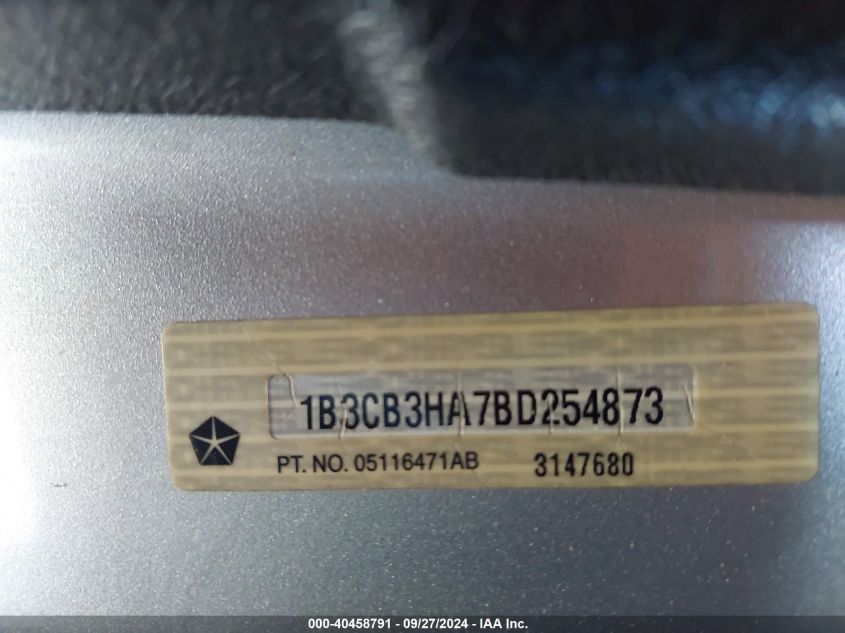 1B3CB3HA7BD254873
PT. NO. 05116471AB 3147680
000-40458791 - 09/27/2024 - IAA Inc.